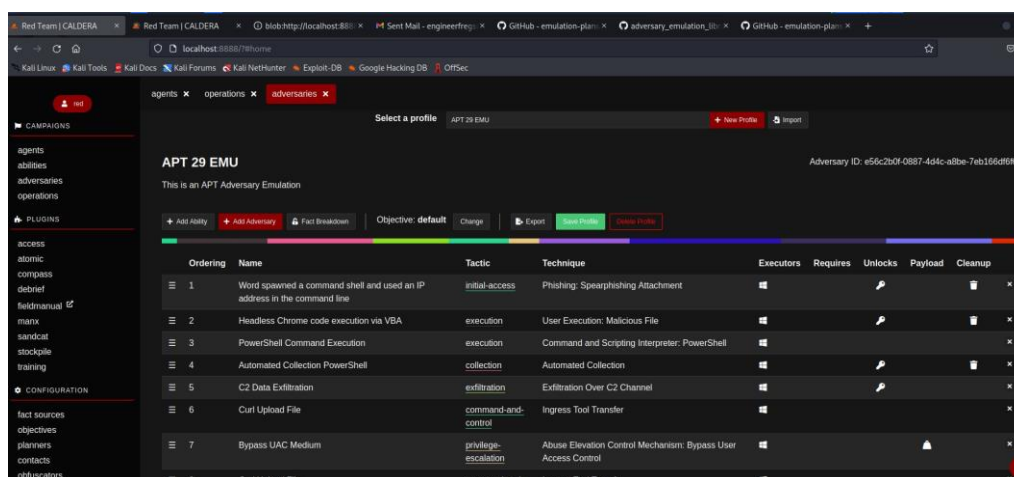 Red Team | CALDERA
Red Team | CALDERA
blob:http://localhost:888
Sent Mail - engineerfreg
GitHub - emulation-plan
adversary_emulation_lib
GitHub - emulation-plan
localhost:8888/?#home
Kali Linux Kali Tools Kali Docs Kali Forums Kali NetHunter Exploit-DB Google Hacking DB OffSec
red
CAMPAIGNS
agents
abilities
adversaries
operations
PLUGINS
access
atomic
compass
debrief
fieldmanual
manx
sandcat
stockpile
training
CONFIGURATION
fact sources
objectives
planners
contacts
obfuscators
agents x operations x adversaries x
Select a profile APT 29 EMU + New Profile Import
APT 29 EMU
Adversary ID: e56c2b0f-0887-4d4c-a8be-7eb166df6f
This is an APT Adversary Emulation
+ Add Ability + Add Adversary Fact Breakdown Objective: default Change Export Save Profile Delete Profile
Ordering Name Tactic Technique Executors Requires Unlocks Payload Cleanup
1 Word spawned a command shell and used an IP address in the command line initial-access Phishing: Spearphishing Attachment
2 Headless Chrome code execution via VBA execution User Execution: Malicious File
3 PowerShell Command Execution execution Command and Scripting Interpreter: PowerShell
4 Automated Collection PowerShell collection Automated Collection
5 C2 Data Exfiltration exfiltration Exfiltration Over C2 Channel
6 Curl Upload File command-and-control Ingress Tool Transfer
7 Bypass UAC Medium privilege-escalation Abuse Elevation Control Mechanism: Bypass User Access Control